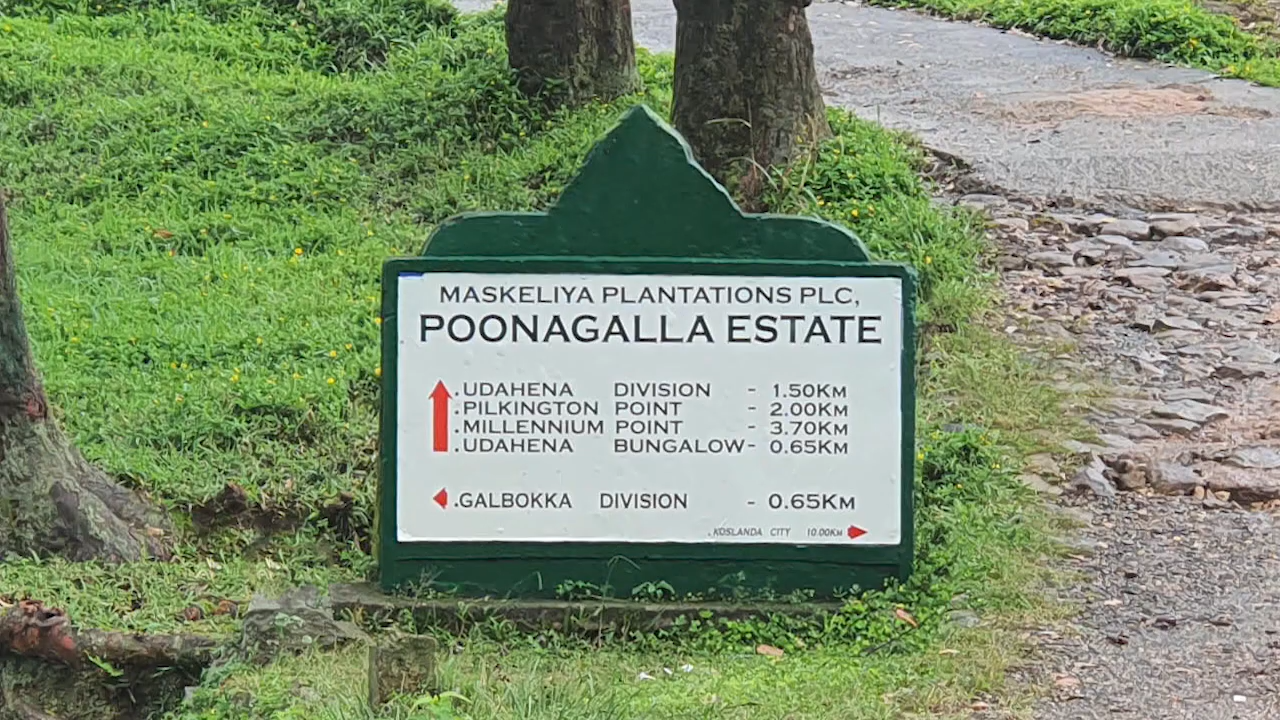 MASKELIYA PLANTATIONS PLC,
POONAGALLA ESTATE
.UDAHENA DIVISION - 1.50KM
.PILKINGTON POINT - 2.00KM
.MILLENNIUM POINT - 3.70KM
.UDAHENA BUNGALOW- 0.65KM
.GALBOKKA DIVISION - 0.65KM
.KOSLANDA CITY 10.00KM